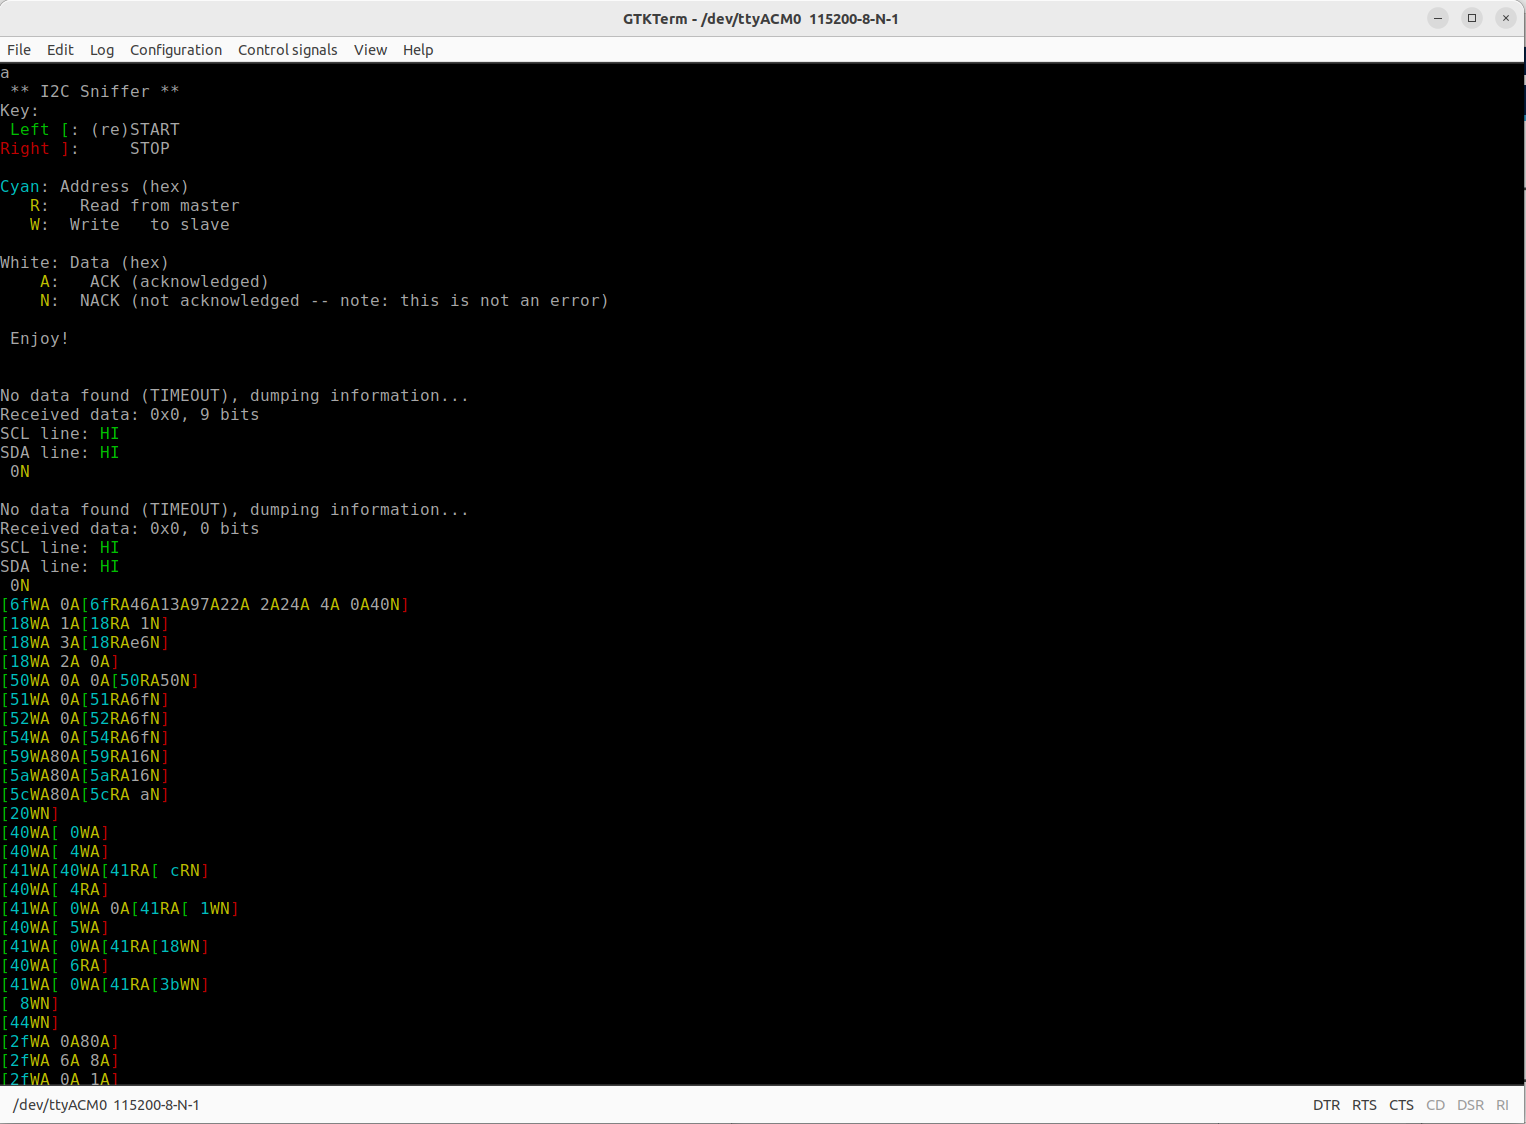 GTKTerm - /dev/ttyACM0  115200-8-N-1
File Edit Log Configuration Control signals View Help
a
 ** I2C Sniffer **
Key:
 Left [: (re)START
Right ]:     STOP

Cyan: Address (hex)
   R:   Read from master
   W:  Write   to slave

White: Data (hex)
    A:   ACK (acknowledged)
    N:  NACK (not acknowledged -- note: this is not an error)

 Enjoy!


No data found (TIMEOUT), dumping information...
Received data: 0x0, 9 bits
SCL line: HI
SDA line: HI
 0N

No data found (TIMEOUT), dumping information...
Received data: 0x0, 0 bits
SCL line: HI
SDA line: HI
 0N
[6fWA 0A[6fRA46A13A97A22A 2A24A 4A 0A40N]
[18WA 1A[18RA 1N]
[18WA 3A[18RAe6N]
[18WA 2A 0A]
[50WA 0A 0A[50RA50N]
[51WA 0A[51RA6fN]
[52WA 0A[52RA6fN]
[54WA 0A[54RA6fN]
[59WA80A[59RA16N]
[5aWA80A[5aRA16N]
[5cWA80A[5cRA aN]
[20WN]
[40WA[ 0WA]
[40WA[ 4WA]
[41WA[40WA[41RA[ cRN]
[40WA[ 4RA]
[41WA[ 0WA 0A[41RA[ 1WN]
[40WA[ 5WA]
[41WA[ 0WA[41RA[18WN]
[40WA[ 6RA]
[41WA[ 0WA[41RA[3bWN]
[ 8WN]
[44WN]
[2fWA 0A80A]
[2fWA 6A 8A]
[2fWA 0A 1A]
/dev/ttyACM0  115200-8-N-1 DTR RTS CTS CD DSR RI